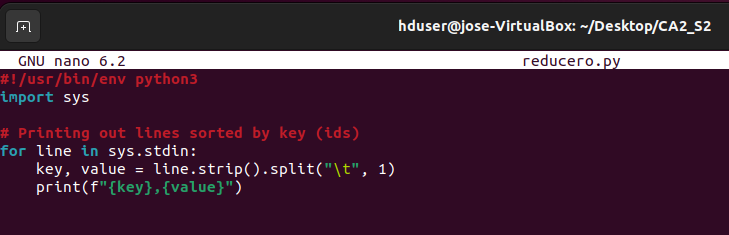 hduser@jose-VirtualBox: ~/Desktop/CA2_S2
GNU nano 6.2 reducero.py
#!/usr/bin/env python3
import sys
# Printing out lines sorted by key (ids)
for line in sys.stdin:
    key, value = line.strip().split("\t", 1)
    print(f"{key},{value}")